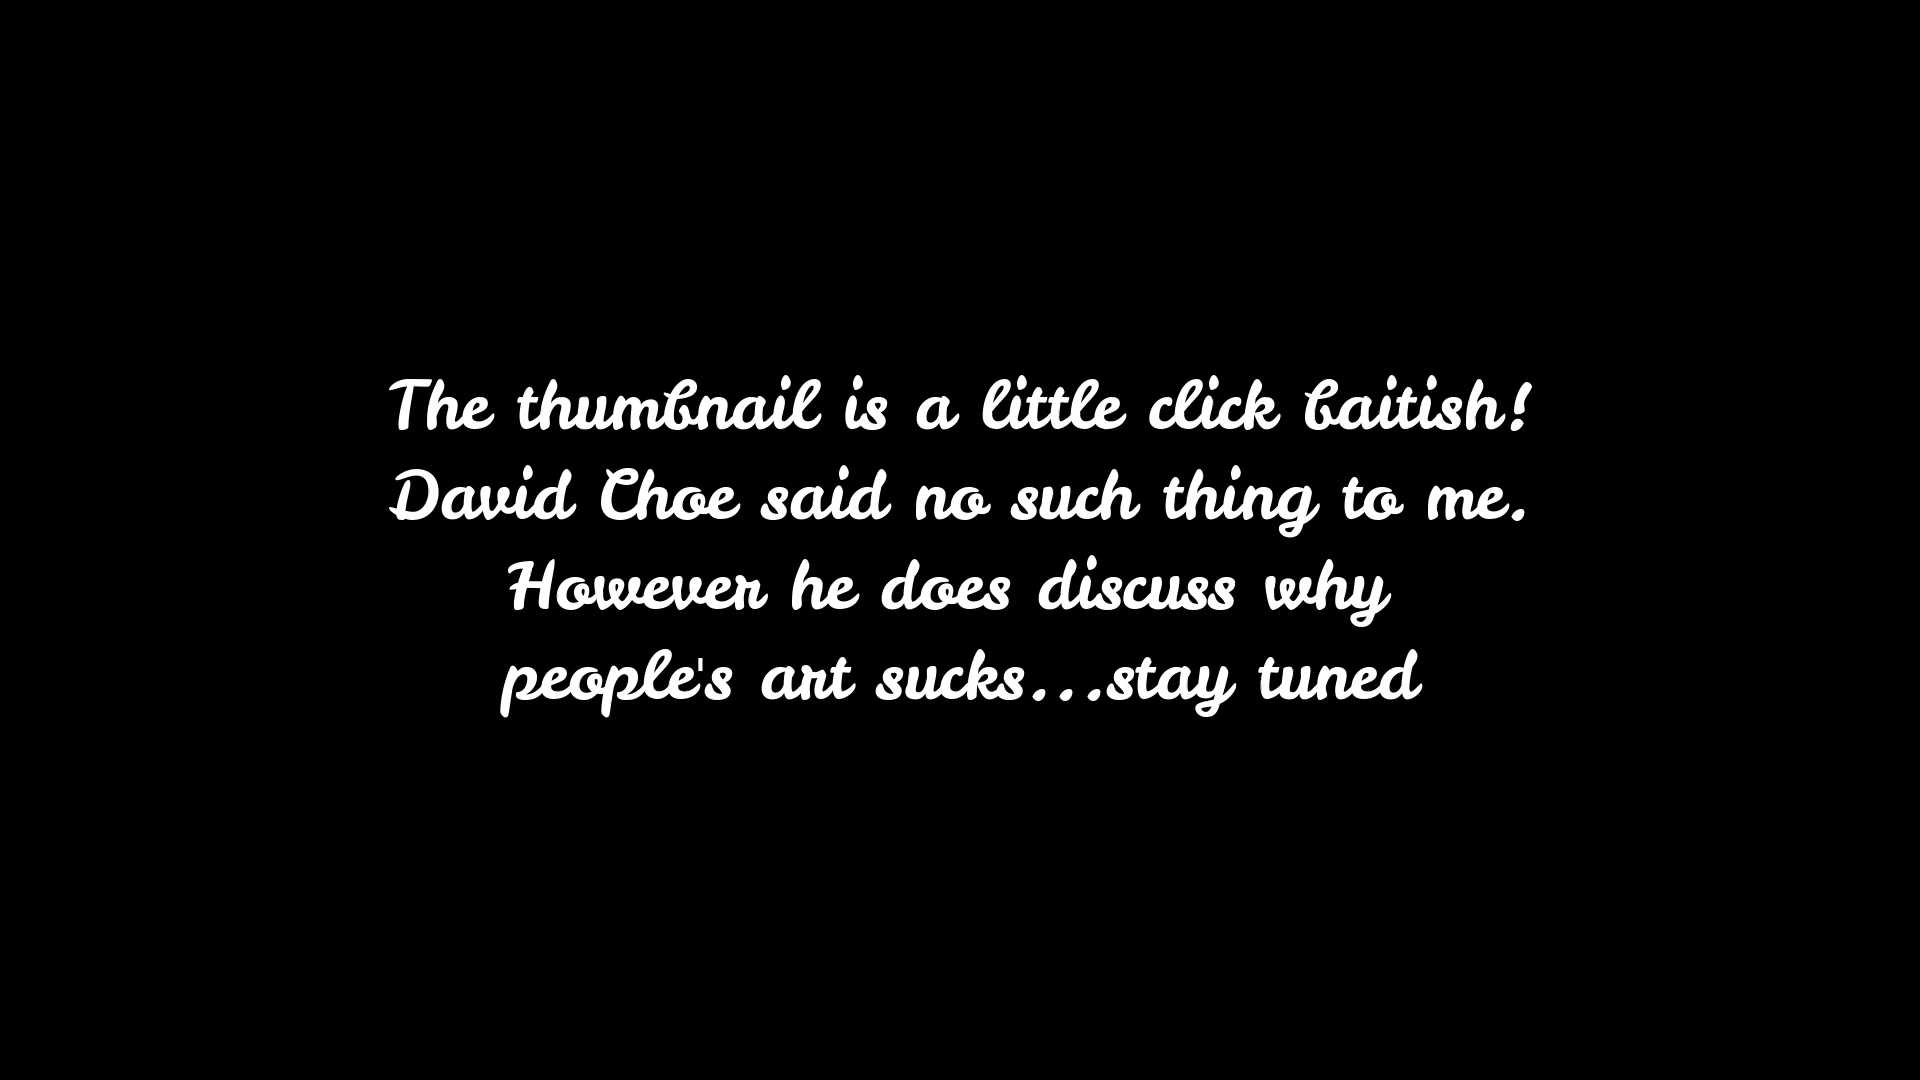 The thumbnail is a little click baitish!
David Choe said no such thing to me.
However he does discuss why
people's art sucks...stay tuned